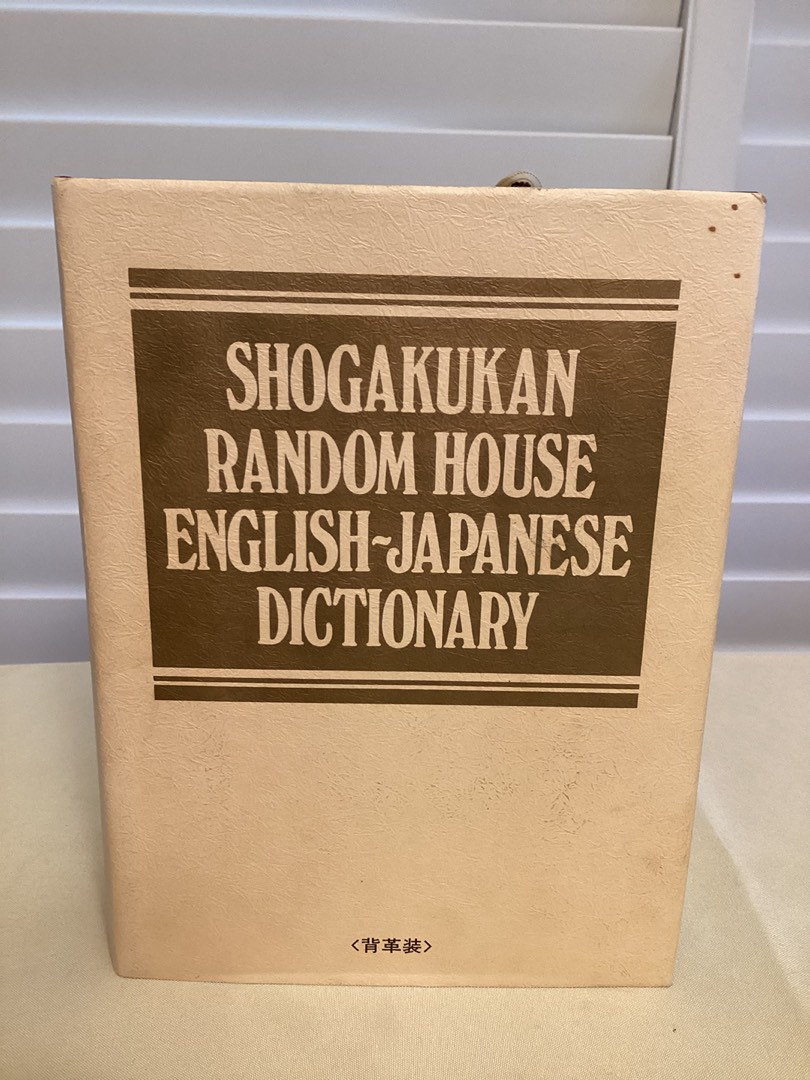 SHOGAKUKAN
RANDOM HOUSE
ENGLISH~JAPANESE
DICTIONARY
〈背革装〉